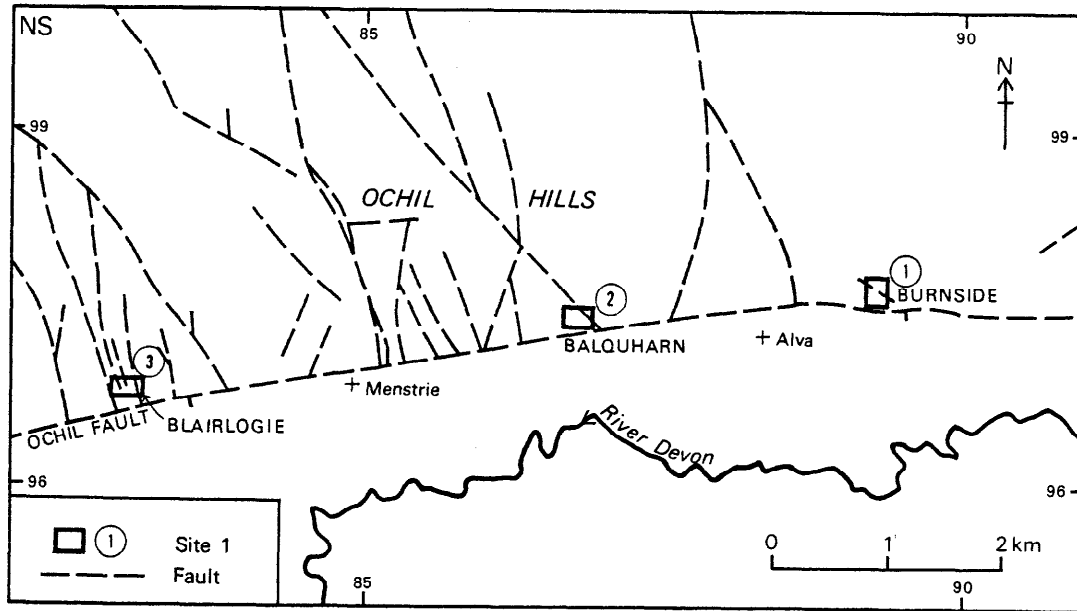 NS
85
90
N
99
99
OCHIL HILLS
1
BURNSIDE
2
BALQUHARN
Alva
3
Menstrie
BLAIRLOGIE
OCHIL FAULT
River Devon
96
96
1 Site 1
Fault
0 1 2 km
85
90